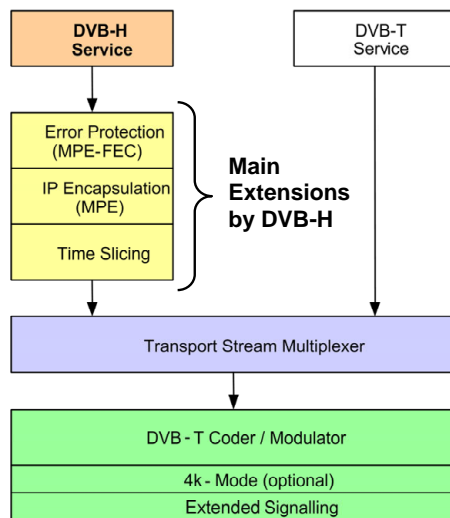 DVB-H
Service
DVB-T
Service
Error Protection
(MPE-FEC)
IP Encapsulation
(MPE)
Time Slicing
Main
Extensions
by DVB-H
Transport Stream Multiplexer
DVB - T Coder / Modulator
4k - Mode (optional)
Extended Signalling